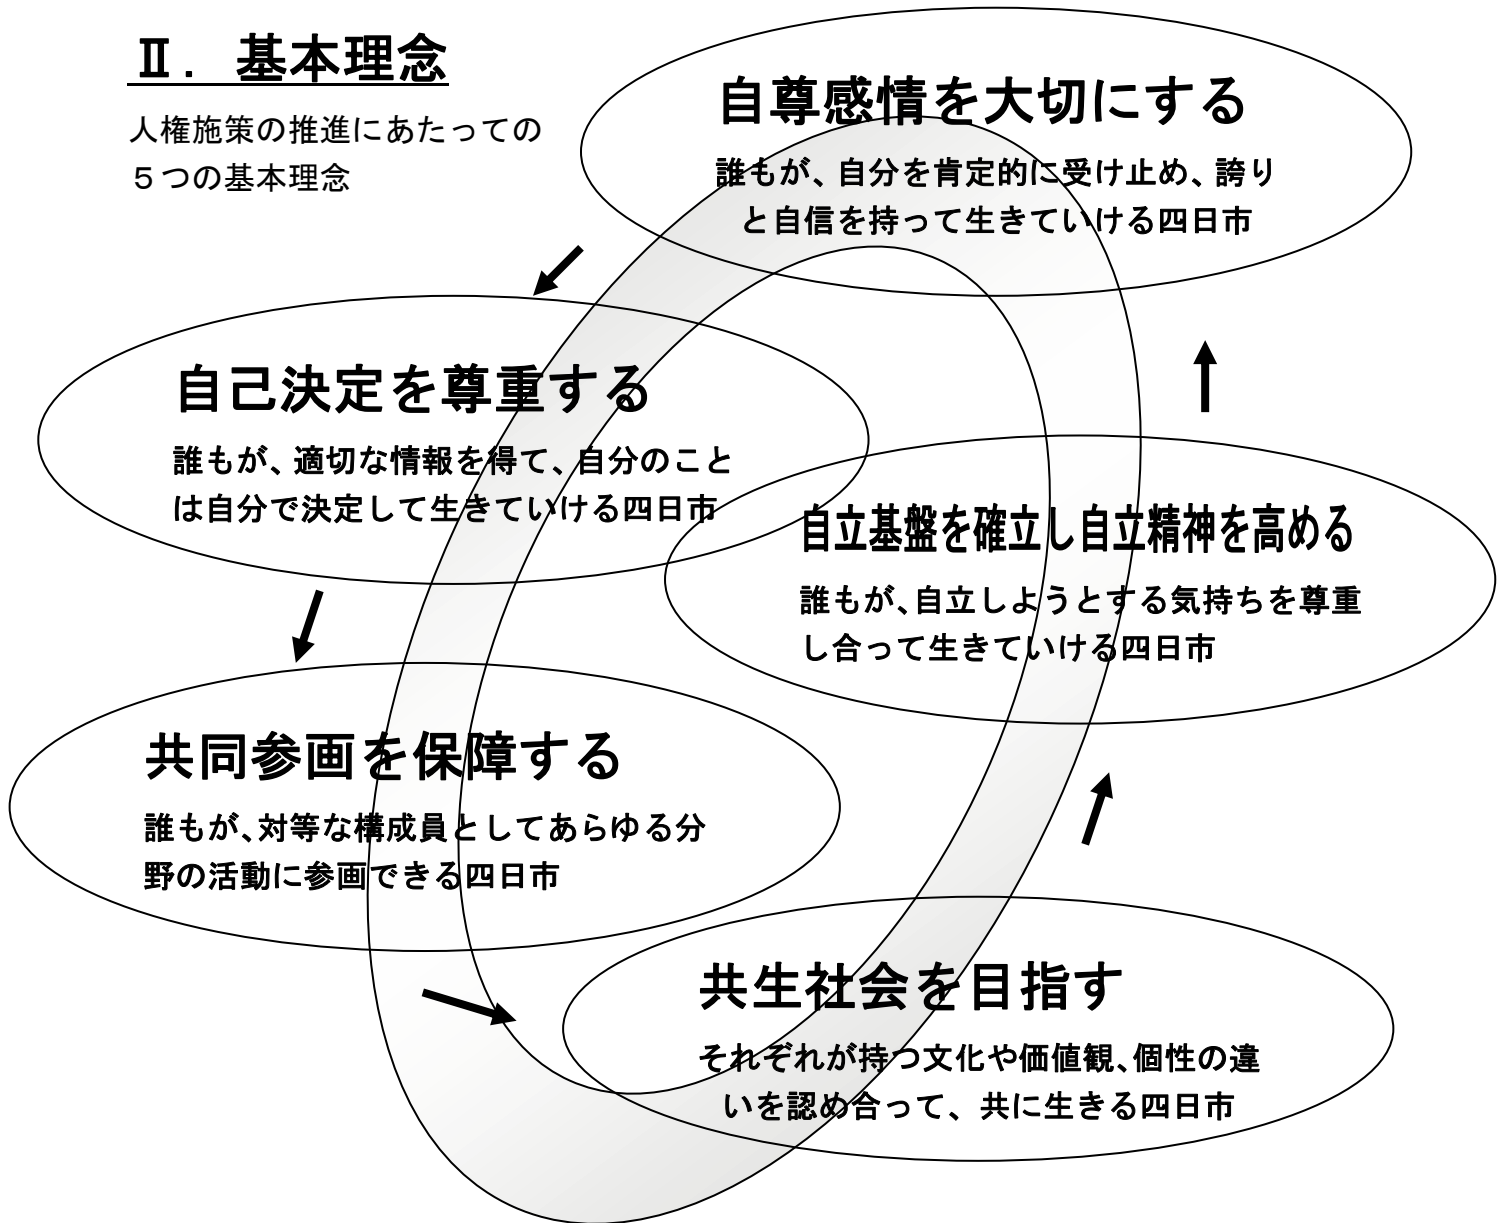 Ⅱ．基本理念
人権施策の推進にあたっての
５つの基本理念
自尊感情を大切にする
誰もが、自分を肯定的に受け止め、誇り
と自信を持って生きていける四日市
自己決定を尊重する
誰もが、適切な情報を得て、自分のこと
は自分で決定して生きていける四日市
自立基盤を確立し自立精神を高める
誰もが、自立しようとする気持ちを尊重
し合って生きていける四日市
共同参画を保障する
誰もが、対等な構成員としてあらゆる分
野の活動に参画できる四日市
共生社会を目指す
それぞれが持つ文化や価値観、個性の違
いを認め合って、共に生きる四日市